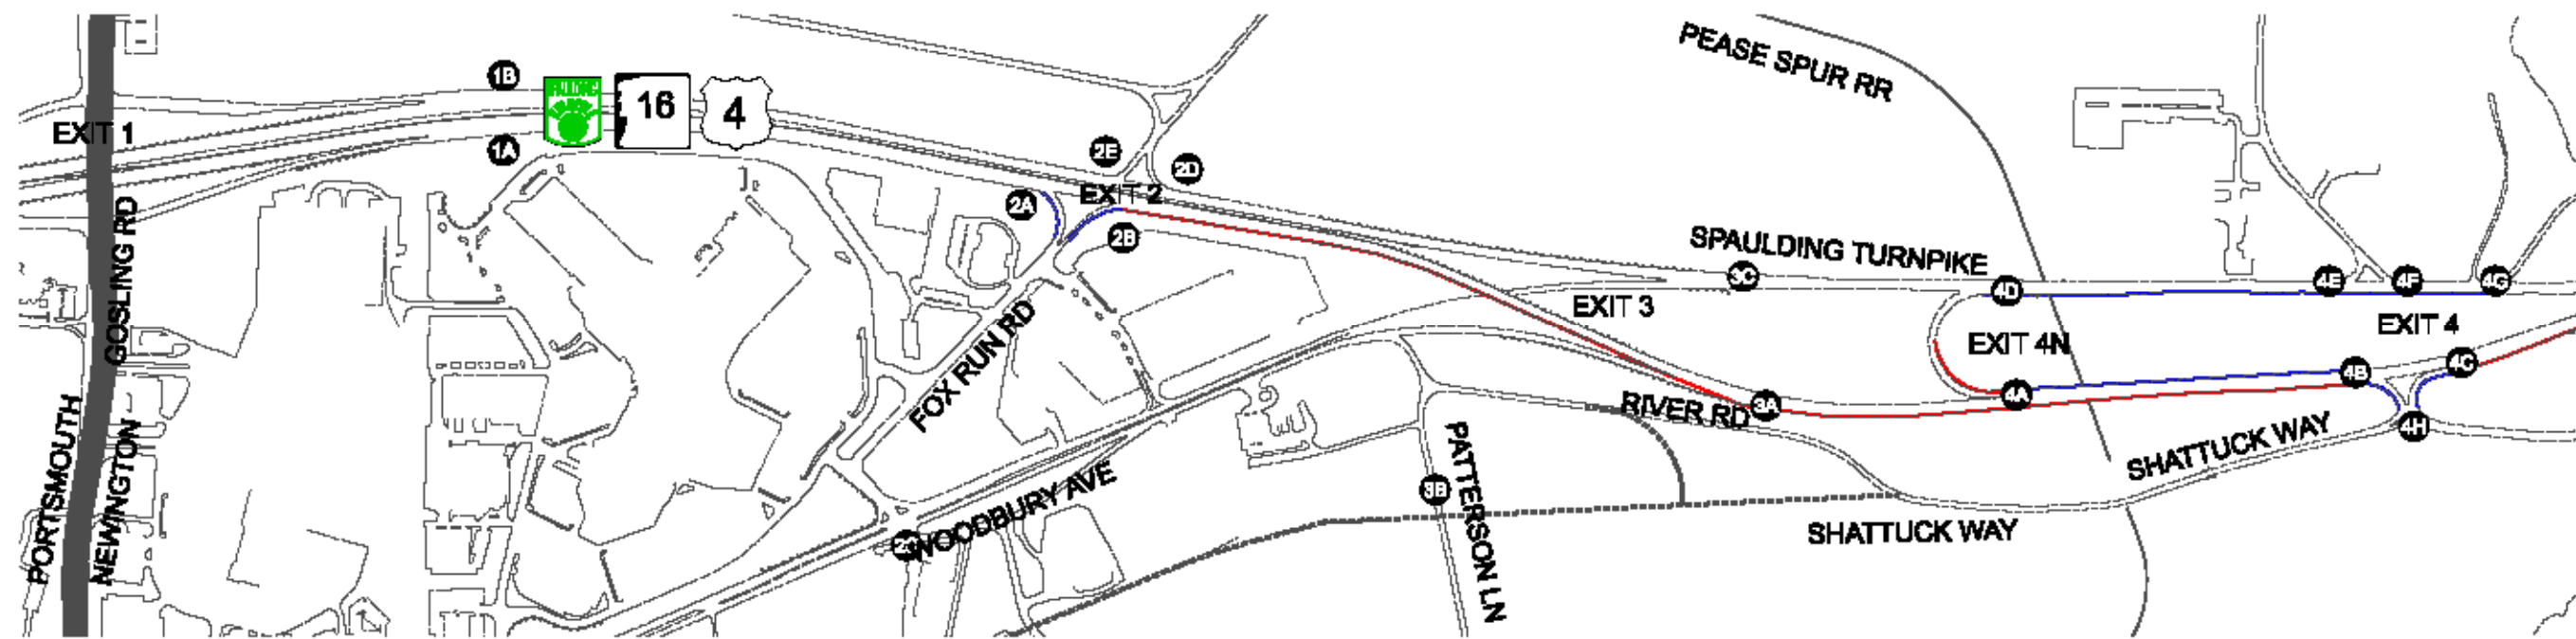 PEASE SPUR RR
1B
SPAULDING
16
4
EXIT 1
1A
2E
2D
EXIT 2
2A
2B
GOSLING RD
SPAULDING TURNPIKE
3C
4D
4E
4F
4G
EXIT 3
EXIT 4N
EXIT 4
FOX RUN RD
4B
4C
4A
RIVER RD
3A
PORTSMOUTH
NEWINGTON
4H
SHATTUCK WAY
PATTERSON LN
3B
WOODBURY AVE
2C
SHATTUCK WAY